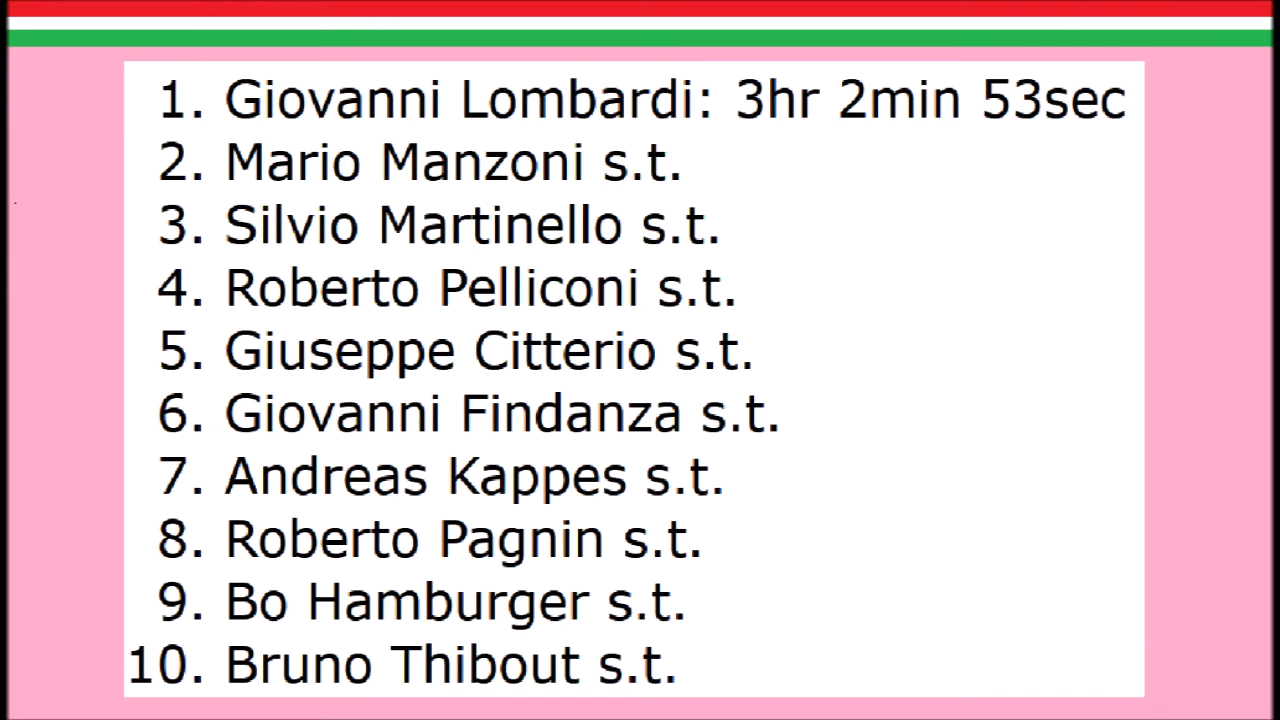 1. Giovanni Lombardi: 3hr 2min 53sec
2. Mario Manzoni s.t.
3. Silvio Martinello s.t.
4. Roberto Pelliconi s.t.
5. Giuseppe Citterio s.t.
6. Giovanni Findanza s.t.
7. Andreas Kappes s.t.
8. Roberto Pagnin s.t.
9. Bo Hamburger s.t.
10. Bruno Thibout s.t.